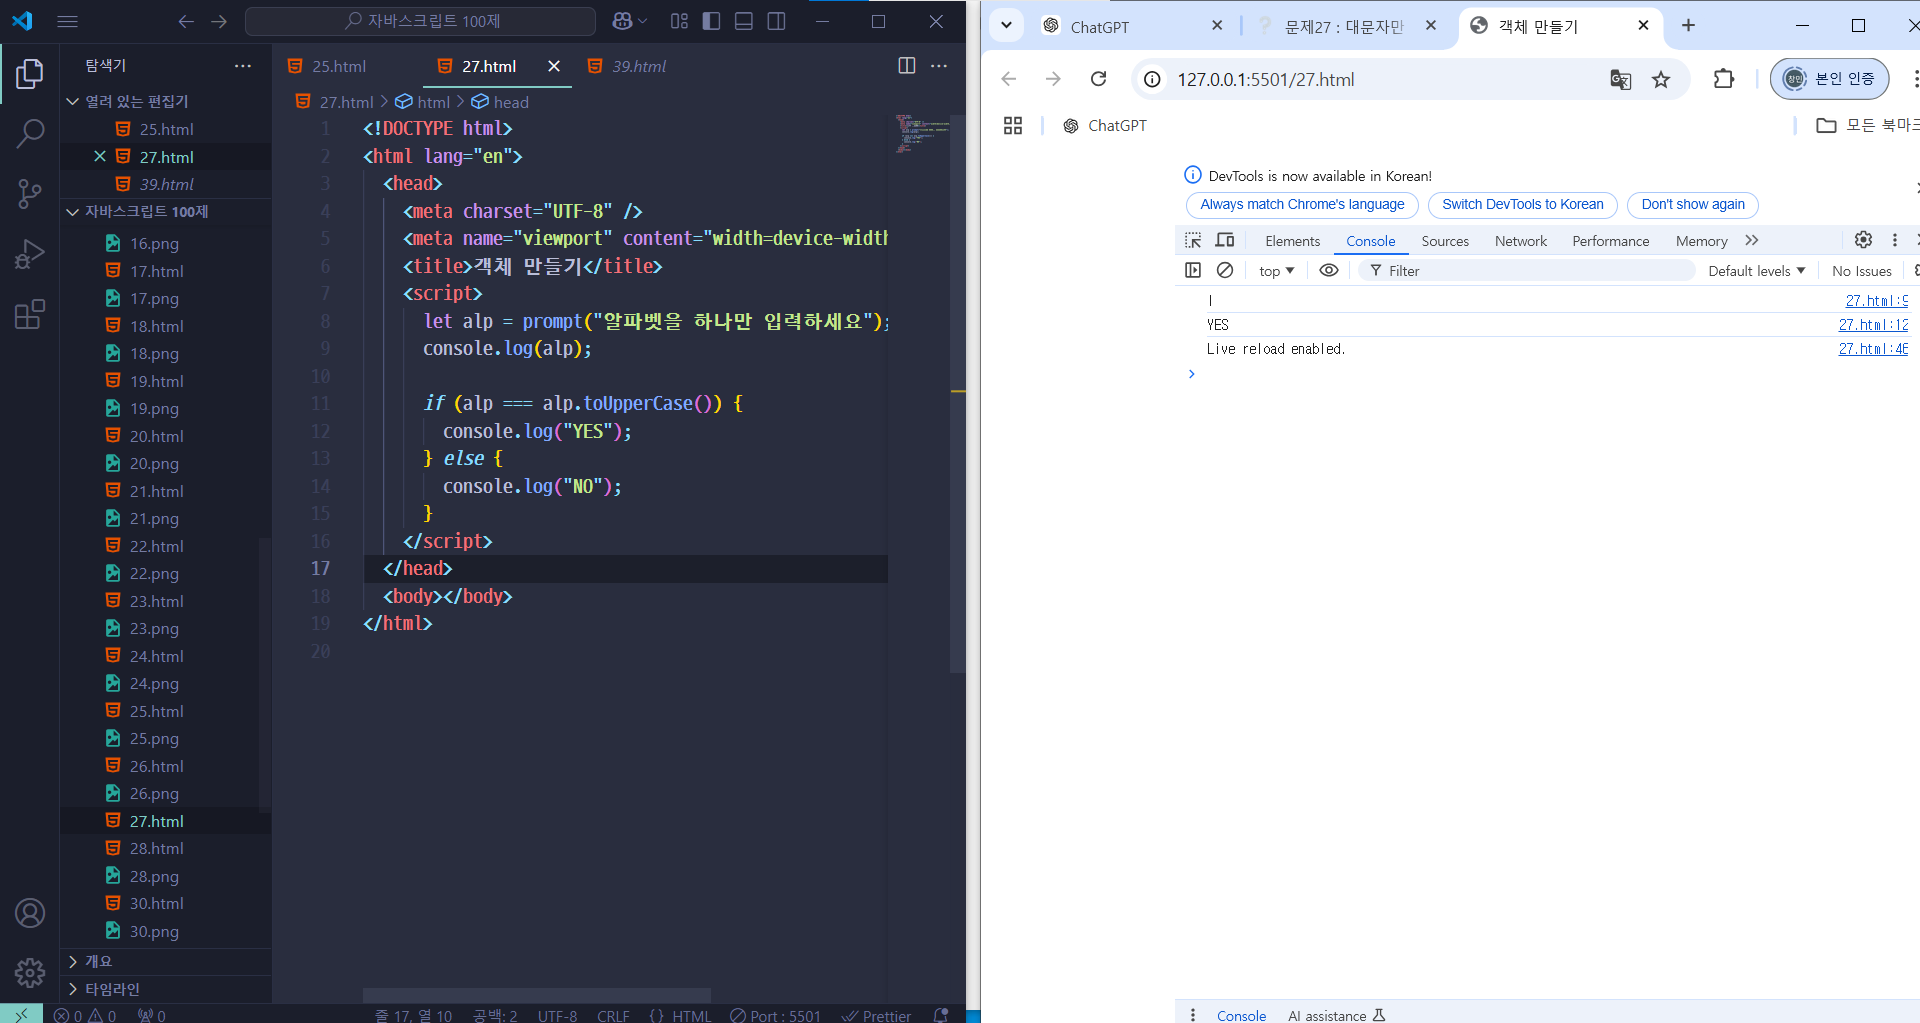 자바스크립트 100제
탐색기
열려 있는 편집기
25.html
27.html
39.html
자바스크립트 100제
16.png
17.html
17.png
18.html
18.png
19.html
19.png
20.html
20.png
21.html
21.png
22.html
22.png
23.html
23.png
24.html
24.png
25.html
25.png
26.html
26.png
27.html
28.html
28.png
30.html
30.png
개요
타임라인
25.html 27.html 39.html
27.html > html > head
1 <!DOCTYPE html>
2 <html lang="en">
3 <head>
4 <meta charset="UTF-8" />
5 <meta name="viewport" content="width=device-width
6 <title>객체 만들기</title>
7 <script>
8 let alp = prompt("알파벳을 하나만 입력하세요");
9 console.log(alp);
10
11 if (alp === alp.toUpperCase()) {
12 console.log("YES");
13 } else {
14 console.log("NO");
15 }
16 </script>
17 </head>
18 <body></body>
19 </html>
20
0 0 0 줄 17, 열 10 공백: 2 UTF-8 CRLF {} HTML Port : 5501 Prettier
ChatGPT 문제27 : 대문자만 객체 만들기
127.0.0.1:5501/27.html 본인 인증
ChatGPT 모든 북마크
DevTools is now available in Korean!
Always match Chrome's language Switch DevTools to Korean Don't show again
Elements Console Sources Network Performance Memory
top Filter Default levels No Issues
27.html:9
YES 27.html:12
Live reload enabled. 27.html:46
Console AI assistance